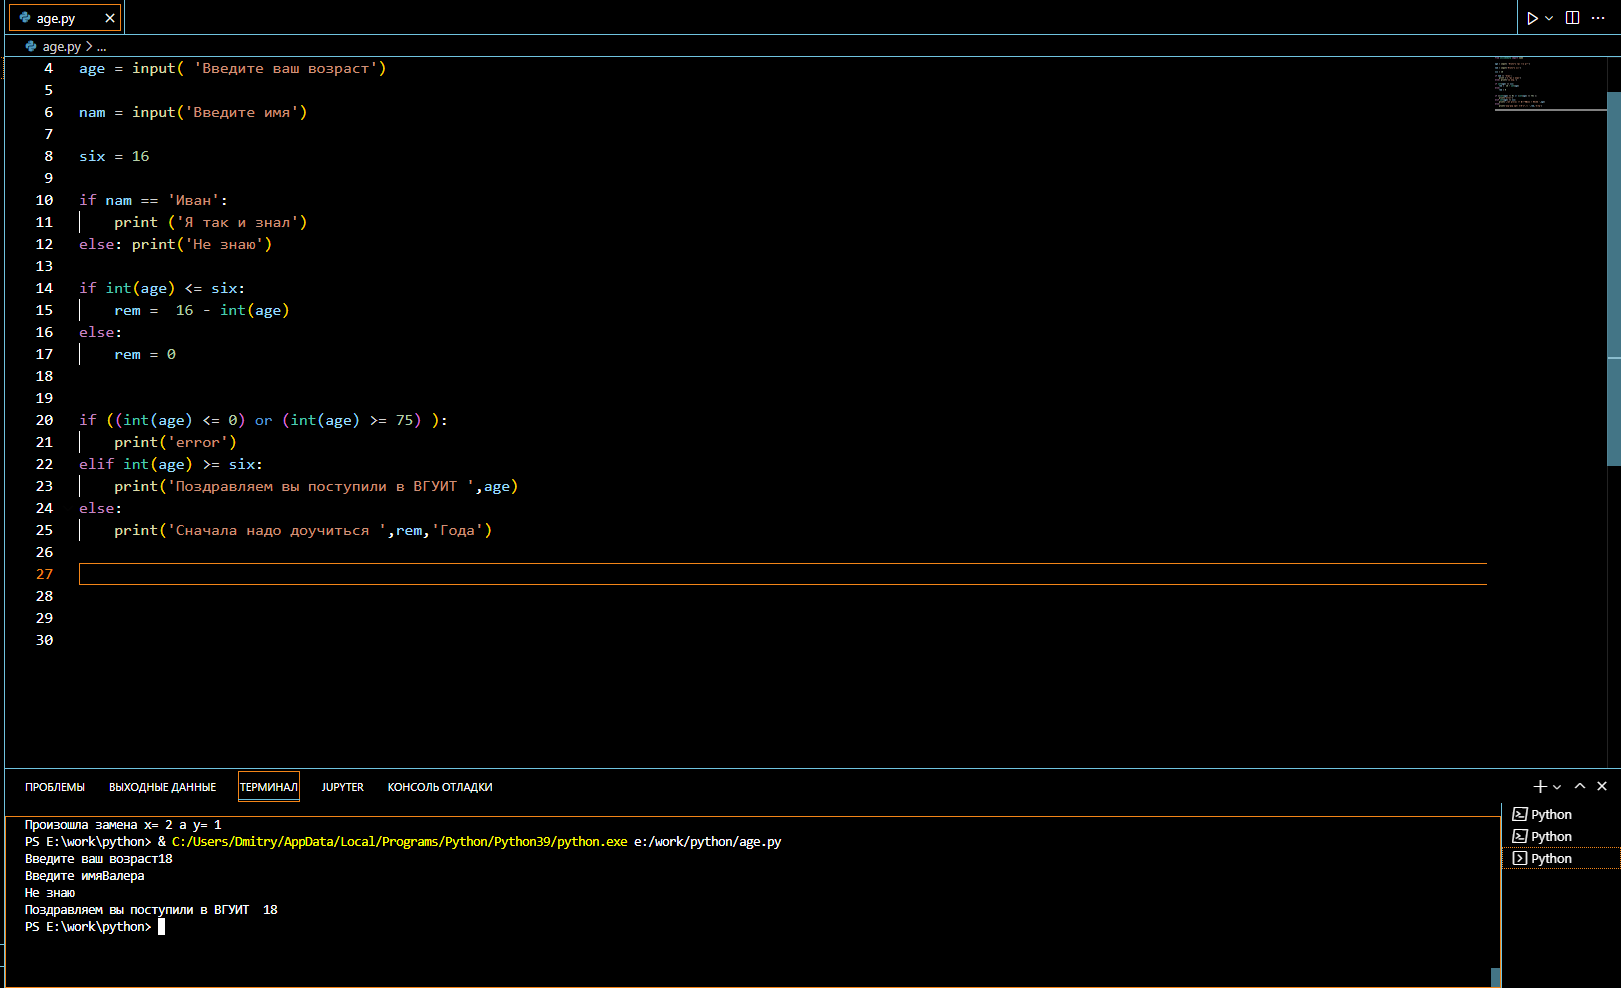 age.py
age.py > ...
4 age = input( 'Введите ваш возраст')
5
6 nam = input('Введите имя')
7
8 six = 16
9
10 if nam == 'Иван':
11 print ('Я так и знал')
12 else: print('Не знаю')
13
14 if int(age) <= six:
15 rem =  16 - int(age)
16 else:
17 rem = 0
18
19
20 if ((int(age) <= 0) or (int(age) >= 75) ):
21 print('error')
22 elif int(age) >= six:
23 print('Поздравляем вы поступили в ВГУИТ ',age)
24 else:
25 print('Сначала надо доучиться ',rem,'Года')
26
27
28
29
30
ПРОБЛЕМЫ ВЫХОДНЫЕ ДАННЫЕ ТЕРМИНАЛ JUPYTER КОНСОЛЬ ОТЛАДКИ
Произошла замена x= 2 а y= 1
PS E:\work\python> & C:/Users/Dmitry/AppData/Local/Programs/Python/Python39/python.exe e:/work/python/age.py
Введите ваш возраст18
Введите имяВалера
Не знаю
Поздравляем вы поступили в ВГУИТ  18
PS E:\work\python>
Python
Python
Python